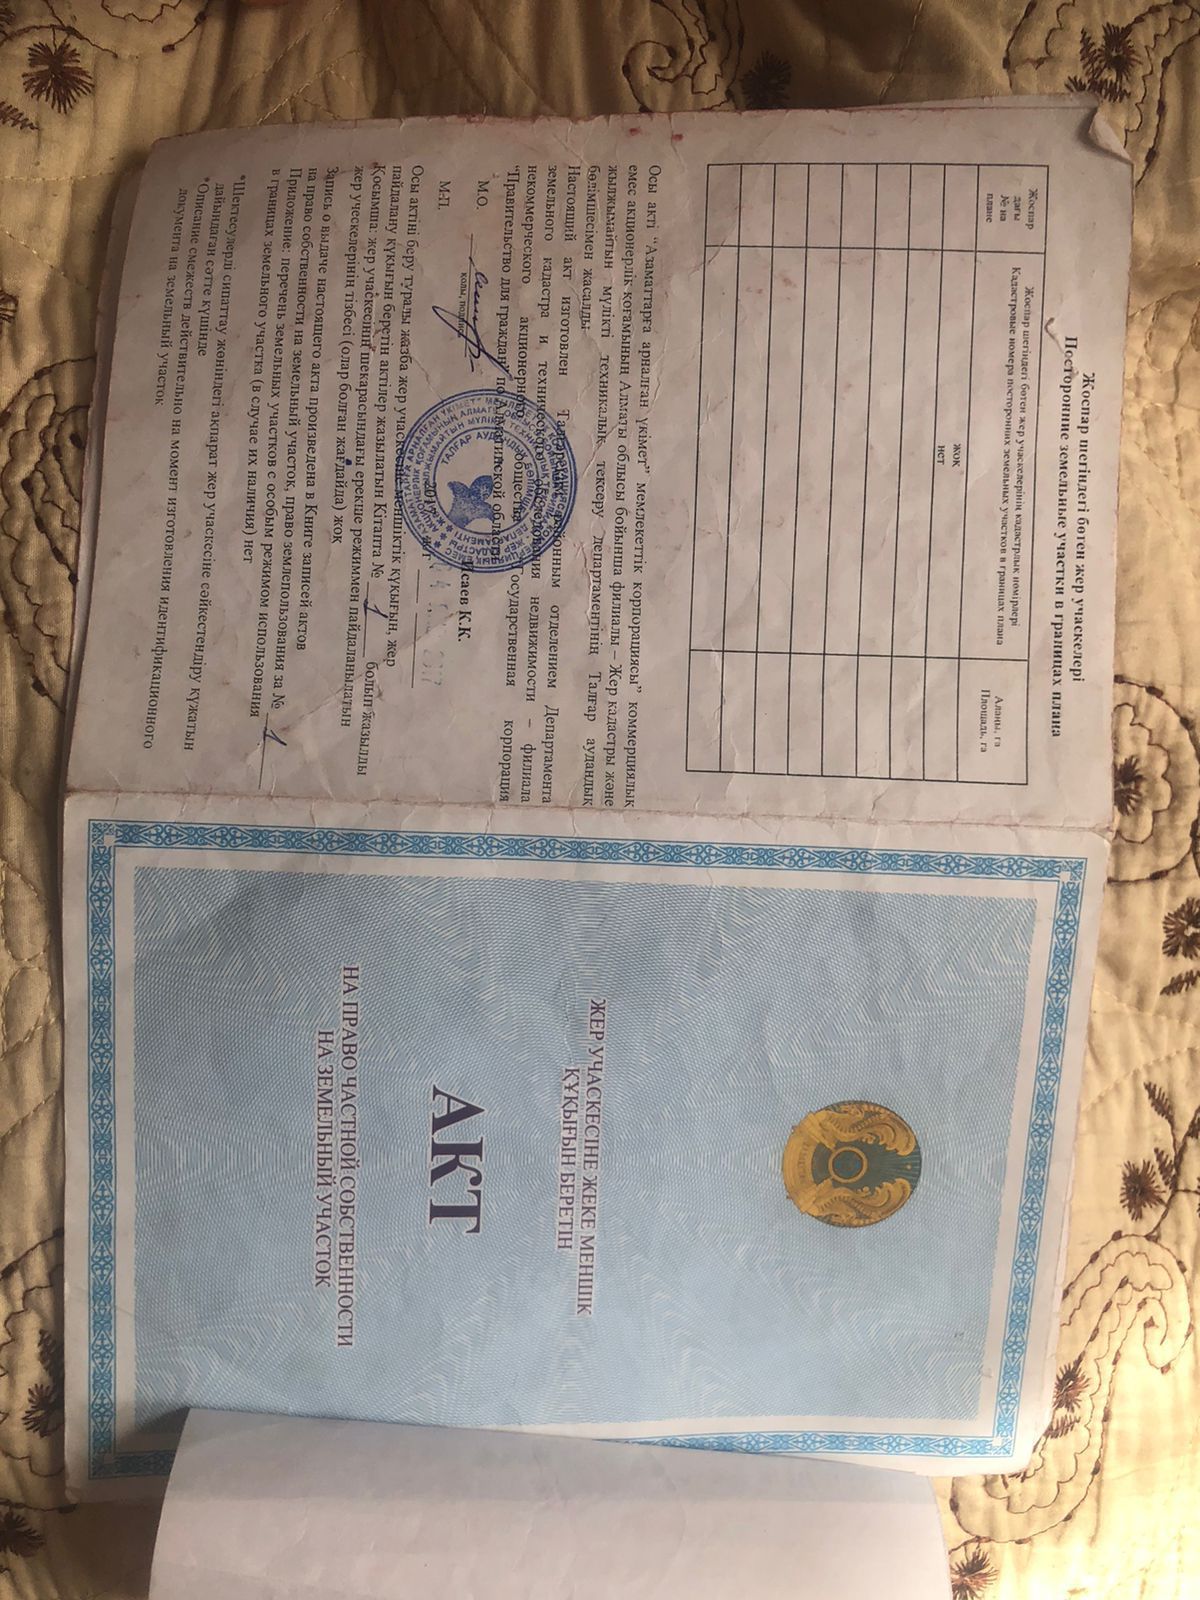 Жоспар шегіндегі бөтен жер учаскелері
Посторонние земельные участки в границах плана
Жоспар
дағы
№ на
плане
Жоспар шегіндегі бөтен жер учаскелерінің кадастрлық нөмірлері
Кадастровые номера посторонних земельных участков в границах плана
Алаңы, га
Площадь, га
жоқ
нет
Осы акті "Азаматтарға арналған үкімет" мемлекеттік корпорациясы" коммерциялық
емес акционерлік қоғамының Алматы облысы бойынша филиалы – Жер кадастры және
жылжымайтын мүлікті техникалық тексеру департаментінің Талғар аудандық
бөлімшесімен жасалды
Настоящий акт изготовлен Талгарским районным отделением Департамента
земельного кадастра и технического обследования недвижимости – филиала
некоммерческого акционерного общества "Государственная корпорация
"Правительство для граждан" по Алматинской области
М.О.
қолы, подпись
Исаев К.К.
М-П.
2017
Осы актіні беру туралы жазба жер учаскесіне меншіктік құқығын, жер
пайдалану құқығын беретін актілер жазылатын Кітапта № 1 болып жазылды
Қосымша: жер учаскесінің шекарасындағы ерекше режиммен пайдаланылатын
жер учаскелерінің тізбесі (олар болған жағдайда) жоқ
Запись о выдаче настоящего акта произведена в Книге записей актов
на право собственности на земельный участок, право землепользования за № 1
Приложение: перечень земельных участков с особым режимом использования
в границах земельного участка (в случае их наличия) нет
*Шектесулерді сипаттау жөніндегі ақпарат жер учаскесіне сәйкестендіру құжатын
дайындаған сәтте күшінде
*Описание смежеств действительно на момент изготовления идентификационного
документа на земельный участок
ЖЕР УЧАСКЕСІНЕ ЖЕКЕ МЕНШІК
ҚҰҚЫҒЫН БЕРЕТІН
АКТ
НА ПРАВО ЧАСТНОЙ СОБСТВЕННОСТИ
НА ЗЕМЕЛЬНЫЙ УЧАСТОК